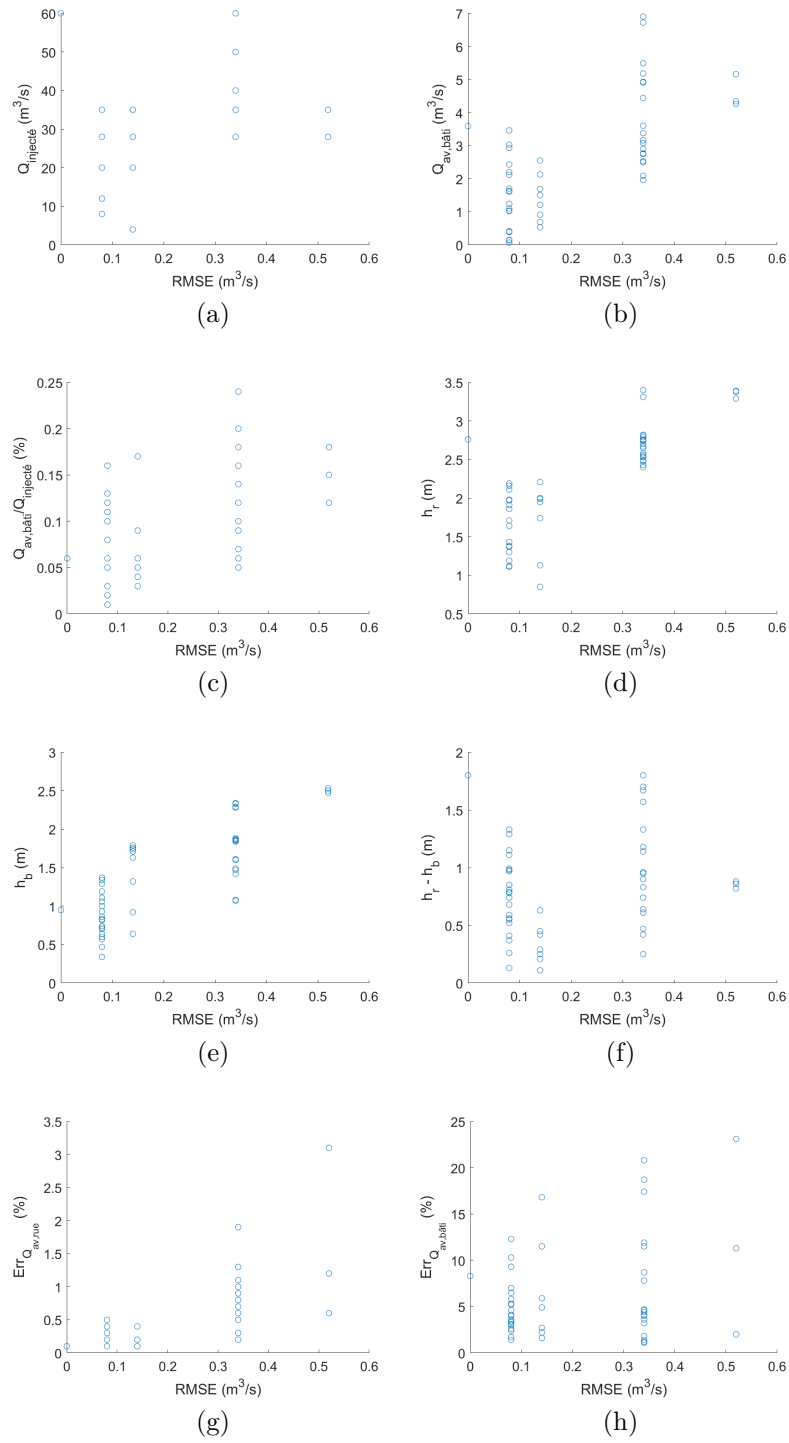 60
50
40
30
20
10
0
Q_injecté (m^3/s)
0 0.1 0.2 0.3 0.4 0.5 0.6
RMSE (m^3/s)
(a)
7
6
5
4
3
2
1
0
Q_av,bâti (m^3/s)
0 0.1 0.2 0.3 0.4 0.5 0.6
RMSE (m^3/s)
(b)
0.25
0.2
0.15
0.1
0.05
0
Q_av,bâti/Q_injecté (%)
0 0.1 0.2 0.3 0.4 0.5 0.6
RMSE (m^3/s)
(c)
3.5
3
2.5
2
1.5
1
0.5
h_r (m)
0 0.1 0.2 0.3 0.4 0.5 0.6
RMSE (m^3/s)
(d)
3
2.5
2
1.5
1
0.5
0
h_b (m)
0 0.1 0.2 0.3 0.4 0.5 0.6
RMSE (m^3/s)
(e)
2
1.5
1
0.5
0
h_r - h_b (m)
0 0.1 0.2 0.3 0.4 0.5 0.6
RMSE (m^3/s)
(f)
3.5
3
2.5
2
1.5
1
0.5
0
Err_Q_av,rue (%)
0 0.1 0.2 0.3 0.4 0.5 0.6
RMSE (m^3/s)
(g)
25
20
15
10
5
0
Err_Q_av,bâti (%)
0 0.1 0.2 0.3 0.4 0.5 0.6
RMSE (m^3/s)
(h)